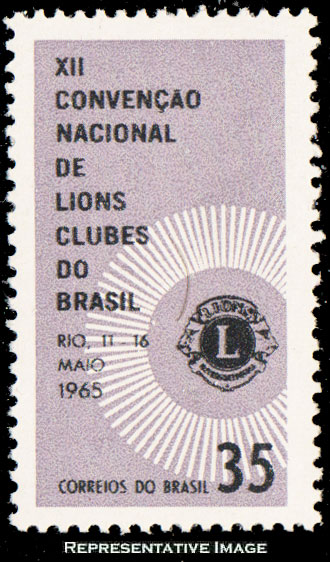 XII
CONVENÇÃO
NACIONAL
DE
LIONS
CLUBES
DO
BRASIL
RIO, 11 - 16
MAIO
1965
LIONS
L
CORREIOS DO BRASIL 35
REPRESENTATIVE IMAGE